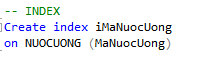 -- INDEX
Create index iMaNuocUong
on NUOCUONG (MaNuocUong)